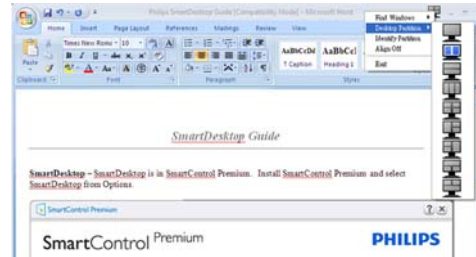 Philips SmartDesktop Guide [Compatibility Mode] - Microsoft Word
Find Windows
Desktop Partition
Identify Partition
Align Off
Exit
Home Insert Page Layout References Mailings Review View
Paste
Times New Roma 10
B I U
AaBbCcDd AaBbCcI
¶ Caption Heading 1
Clipboard Font Paragraph Styles
SmartDesktop Guide
SmartDesktop – SmartDesktop is in SmartControl Premium. Install SmartControl Premium and select
SmartDesktop from Options.
SmartControl Premium
SmartControl Premium PHILIPS